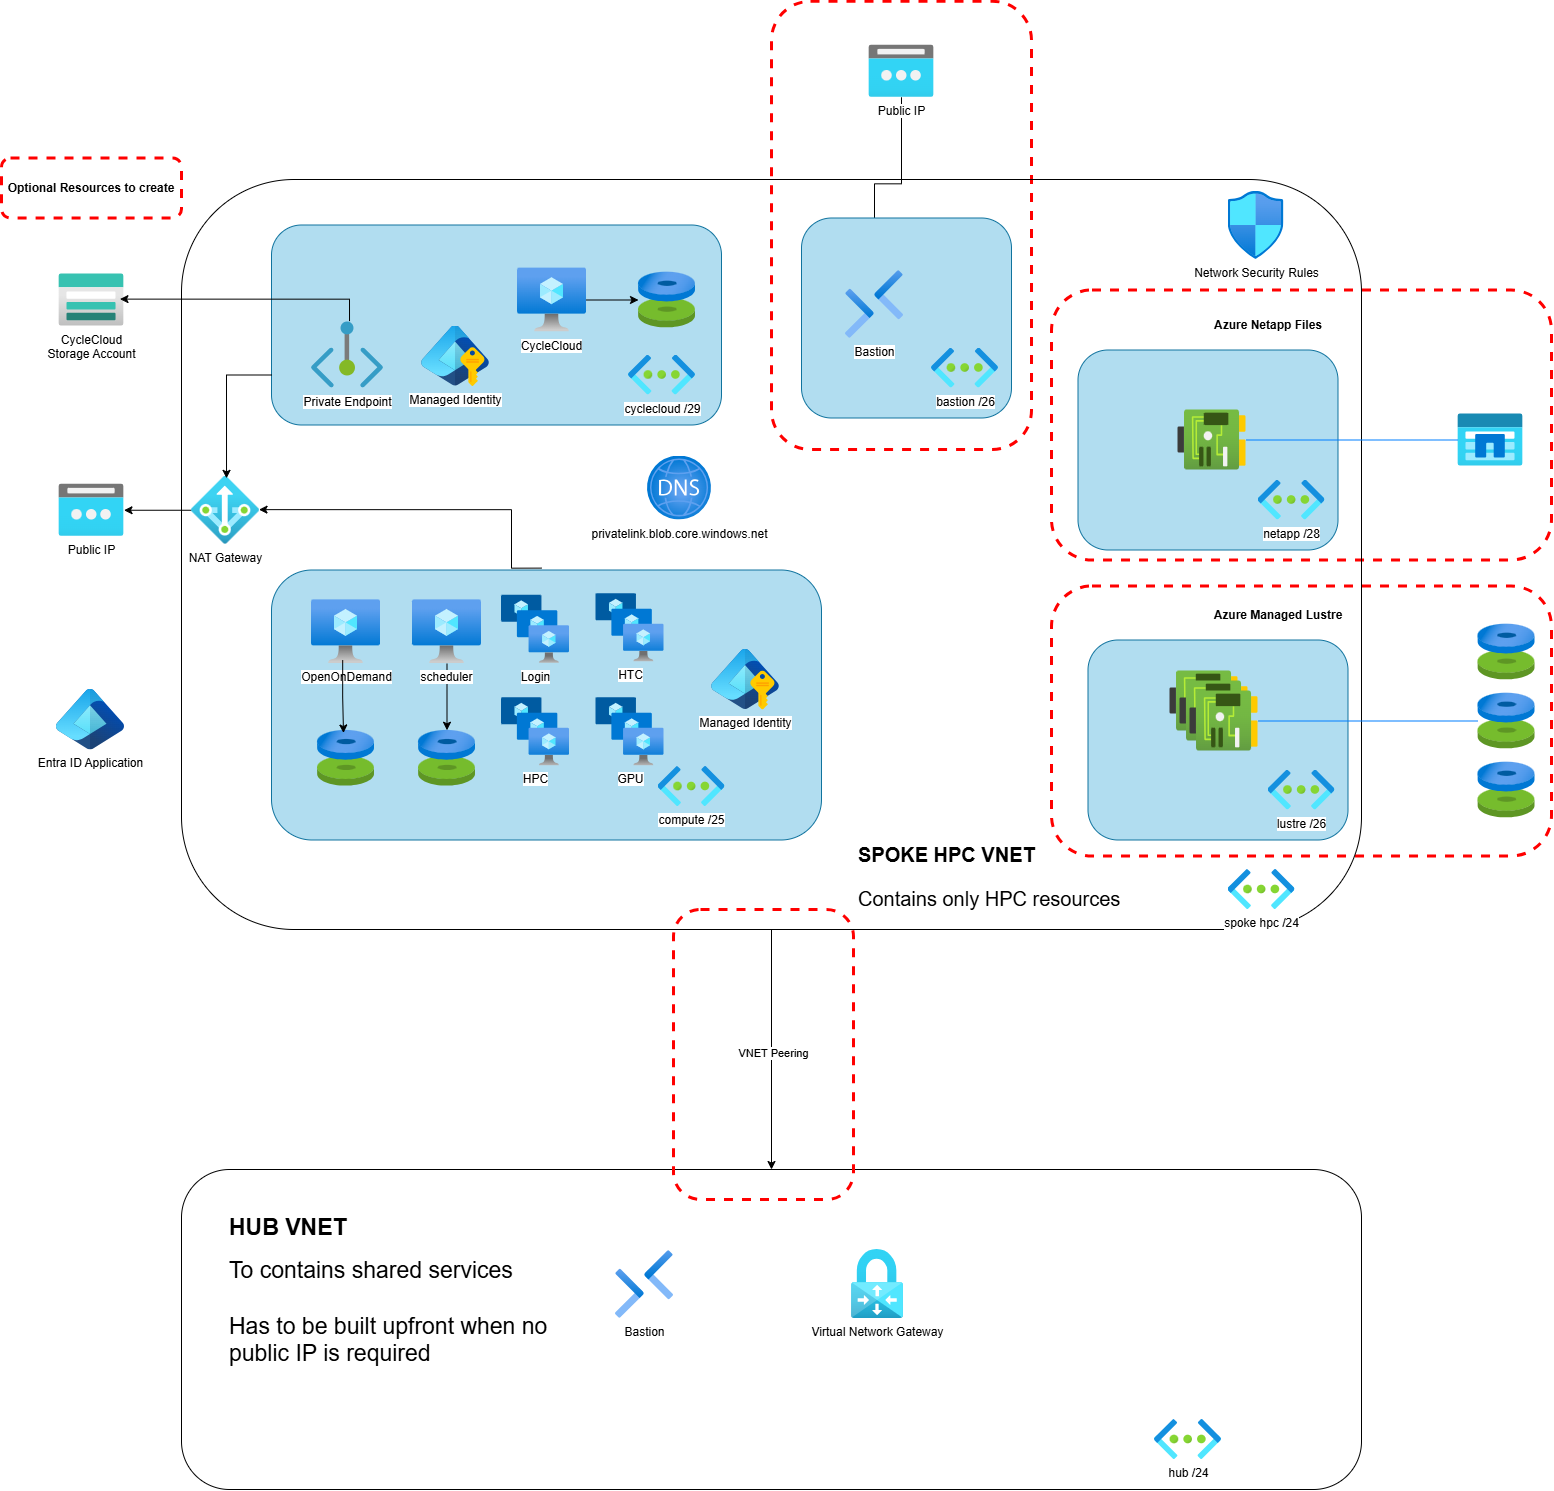 Public IP
Optional Resources to create
Network Security Rules
CycleCloud
Storage Account
Private Endpoint
Managed Identity
CycleCloud
cyclecloud /29
Bastion
bastion /26
Azure Netapp Files
netapp /28
DNS
privatelink.blob.core.windows.net
Public IP
NAT Gateway
Azure Managed Lustre
OpenOnDemand
scheduler
Login
HTC
Managed Identity
HPC
GPU
compute /25
lustre /26
Entra ID Application
SPOKE HPC VNET
Contains only HPC resources
spoke hpc /24
VNET Peering
HUB VNET
To contains shared services
Has to be built upfront when no
public IP is required
Bastion
Virtual Network Gateway
hub /24